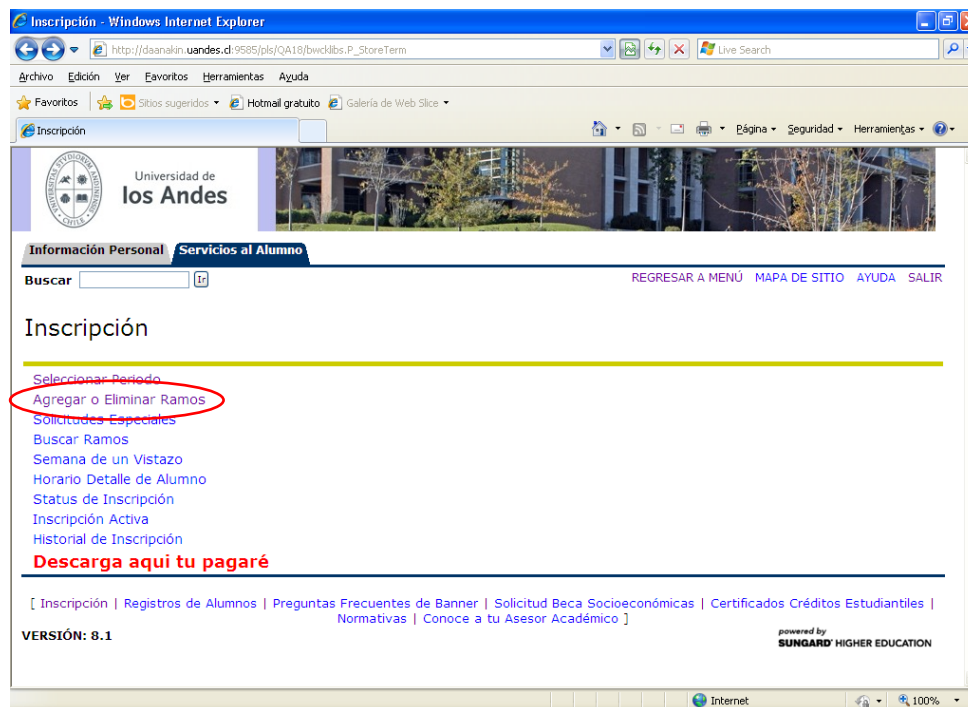 Inscripción - Windows Internet Explorer
http://daanakin.uandes.cl:9585/pls/QA18/bwcklibs.P_StoreTerm
Live Search
Archivo Edición Ver Favoritos Herramientas Ayuda
Favoritos Sitios sugeridos Hotmail gratuito Galería de Web Slice
Inscripción
Página Seguridad Herramientas
Universidad de
los Andes
Información Personal Servicios al Alumno
Buscar Ir
REGRESAR A MENÚ MAPA DE SITIO AYUDA SALIR
Inscripción
Seleccionar Periodo
Agregar o Eliminar Ramos
Solicitudes Especiales
Buscar Ramos
Semana de un Vistazo
Horario Detalle de Alumno
Status de Inscripción
Inscripción Activa
Historial de Inscripción
Descarga aqui tu pagaré
[ Inscripción | Registros de Alumnos | Preguntas Frecuentes de Banner | Solicitud Beca Socioeconómicas | Certificados Créditos Estudiantiles |
Normativas | Conoce a tu Asesor Académico ]
VERSIÓN: 8.1
powered by
SUNGARD HIGHER EDUCATION
Internet
100%